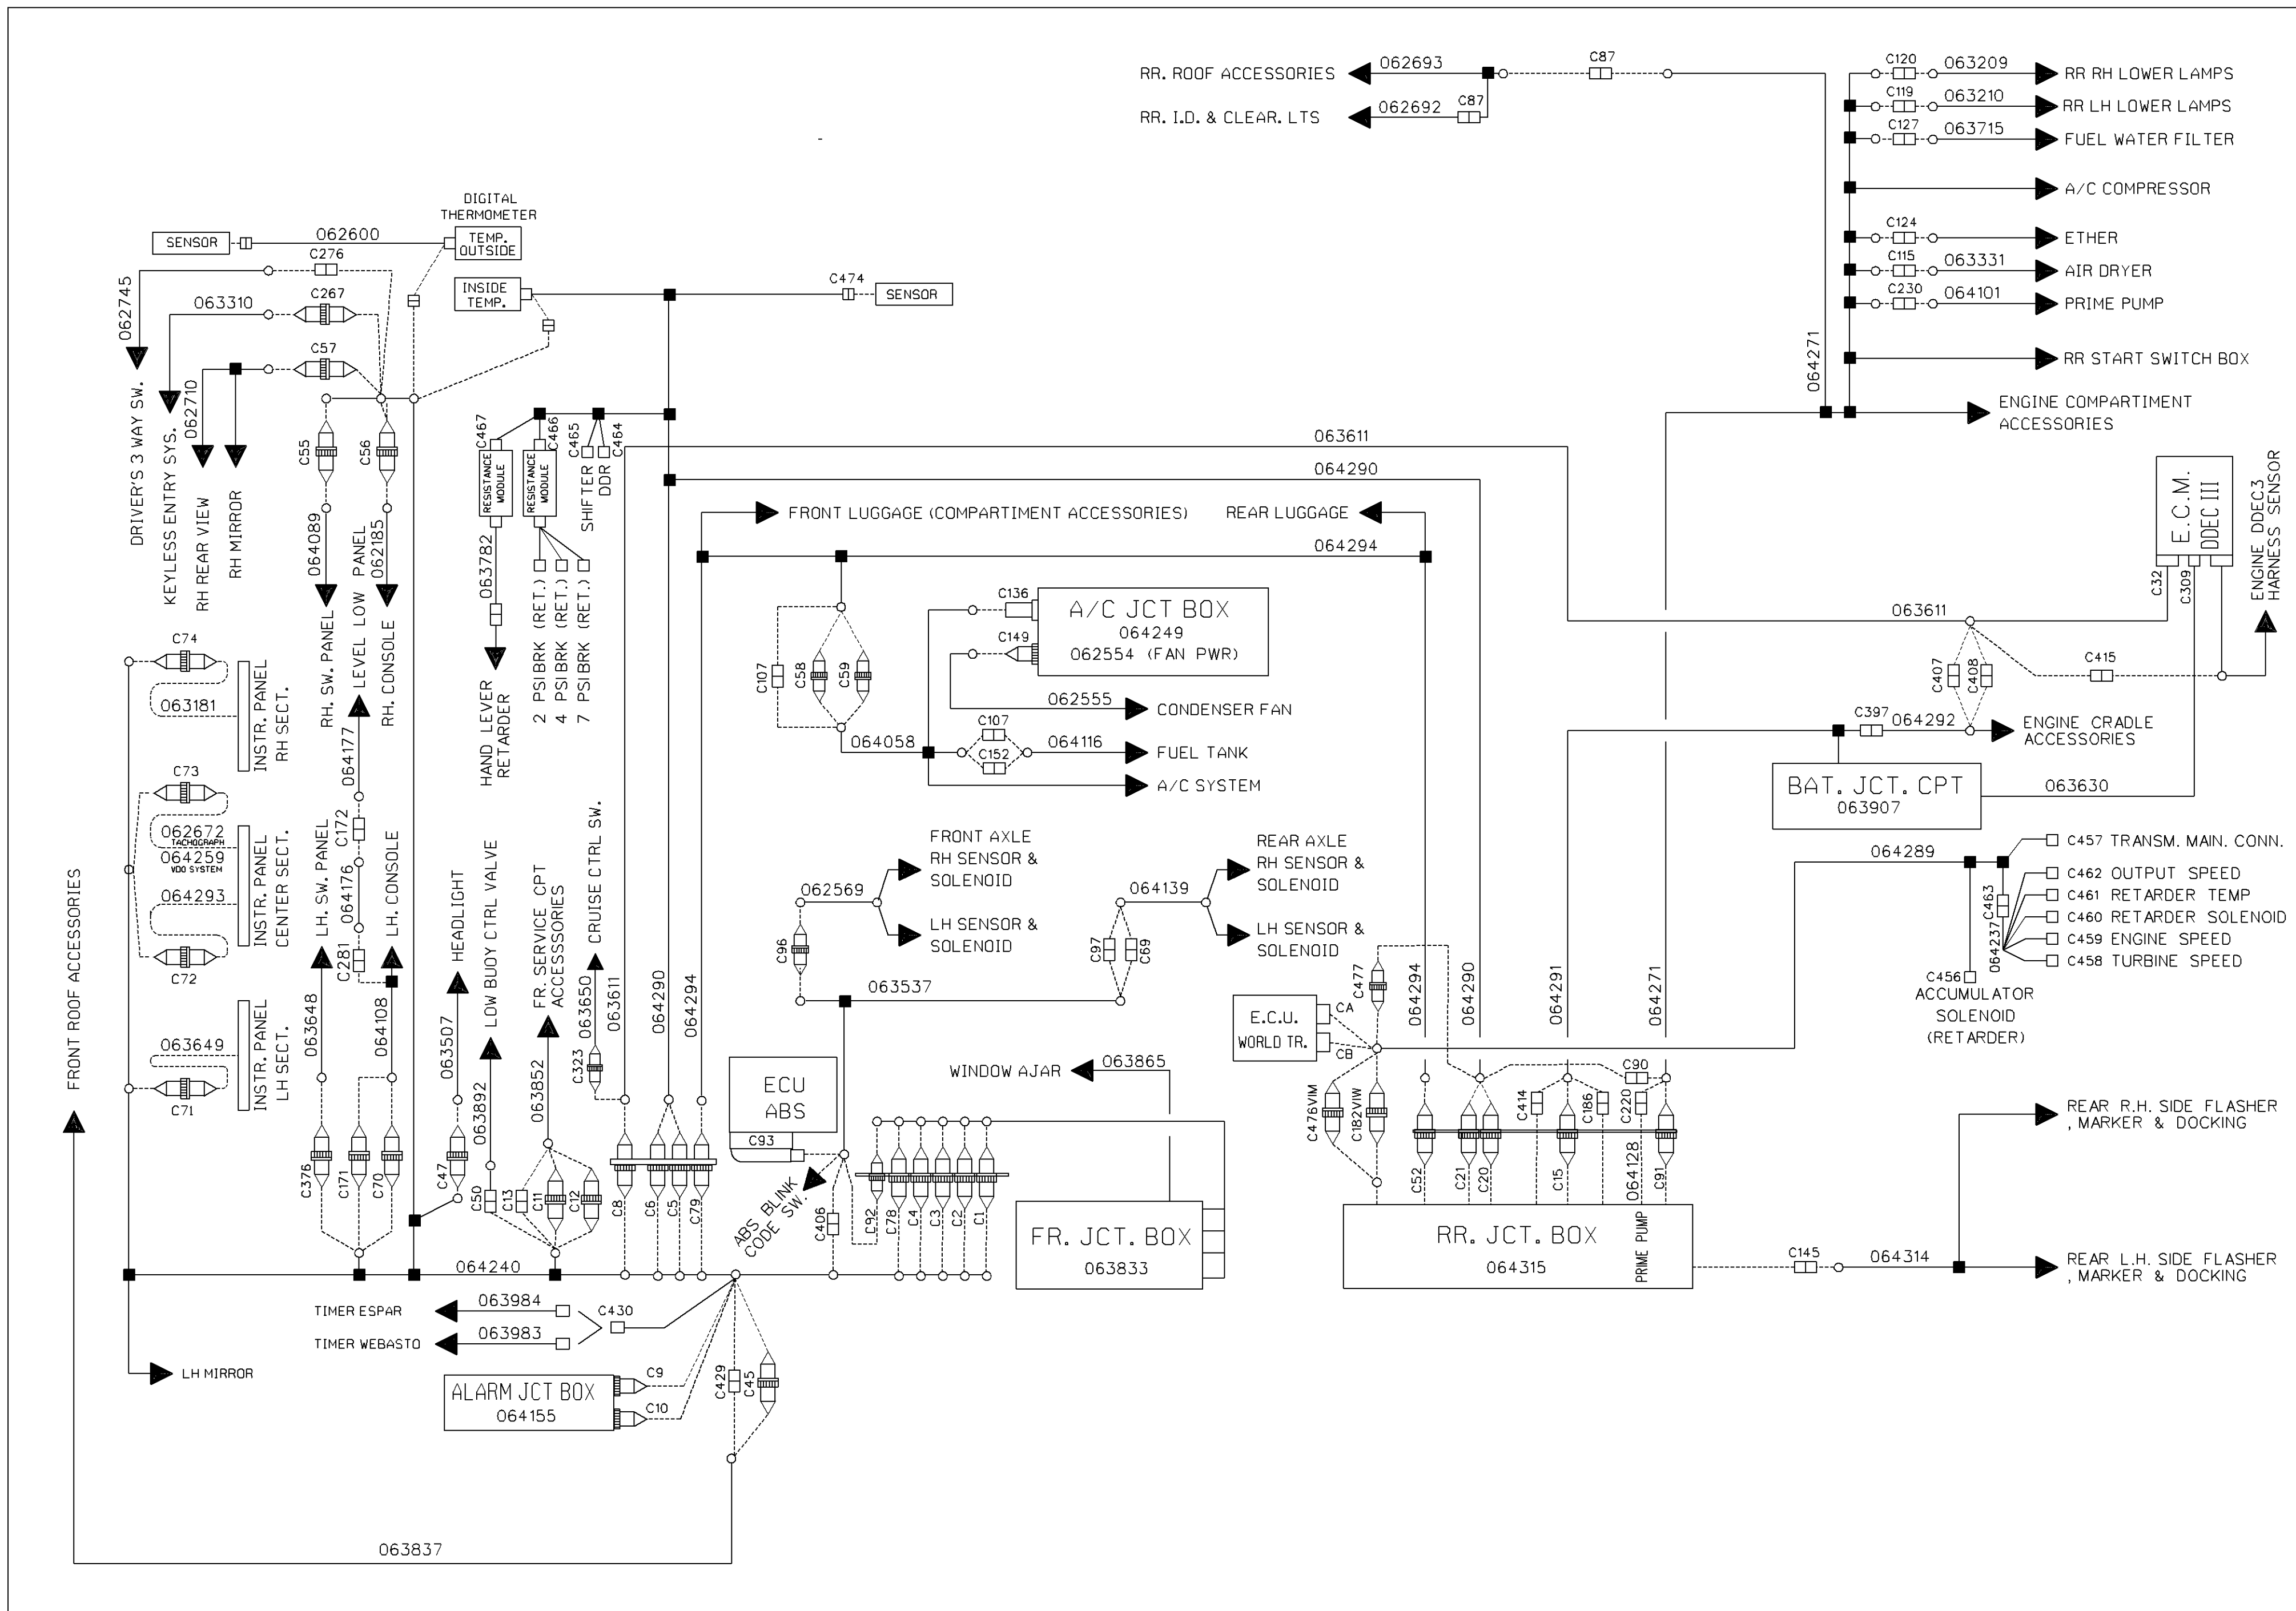 RR. ROOF ACCESSORIES
062693
C87
RR. I.D. & CLEAR. LTS
062692
C87
C120
063209
RR RH LOWER LAMPS
C119
063210
RR LH LOWER LAMPS
C127
063715
FUEL WATER FILTER
A/C COMPRESSOR
C124
ETHER
C115
063331
AIR DRYER
C230
064101
PRIME PUMP
RR START SWITCH BOX
064271
ENGINE COMPARTIMENT
ACCESSORIES
DIGITAL
THERMOMETER
SENSOR
062600
TEMP.
OUTSIDE
C276
062745
INSIDE
TEMP.
C474
SENSOR
063310
C267
C57
062710
DRIVER'S 3 WAY SW.
KEYLESS ENTRY SYS.
RH REAR VIEW
RH MIRROR
C55
C56
064089
LEVEL LOW PANEL
062185
RH. SW. PANEL
RH. CONSOLE
C467
C466
C465
C464
RESISTANCE
MODULE
RESISTANCE
MODULE
SHIFTER
DDR
063782
2 PSI BRK (RET.)
4 PSI BRK (RET.)
7 PSI BRK (RET.)
HAND LEVER
RETARDER
063611
064290
FRONT LUGGAGE (COMPARTIMENT ACCESSORIES)
REAR LUGGAGE
064294
E.C.M.
DDEC III
C32
C309
ENGINE DDEC3
HARNESS SENSOR
C136
A/C JCT BOX
064249
062554 (FAN PWR)
C149
C107
C58
C59
062555
CONDENSER FAN
064058
C107
C152
064116
FUEL TANK
A/C SYSTEM
063611
C407
C408
C415
C397
064292
ENGINE CRADLE
ACCESSORIES
BAT. JCT. CPT
063907
063630
C74
063181
INSTR. PANEL
RH SECT.
C73
062672
TACHOGRAPH
064259
VDO SYSTEM
064293
INSTR. PANEL
CENTER SECT.
C72
063649
INSTR. PANEL
LH SECT.
C71
FRONT ROOF ACCESSORIES
064177
C172
LH. SW. PANEL
064176
C281
LH. CONSOLE
063648
064108
HEADLIGHT
063507
LOW BUOY CTRL VALVE
063892
FR. SERVICE CPT
ACCESSSORIES
063852
CRUISE CTRL SW.
063650
063611
C323
064290
064294
FRONT AXLE
RH SENSOR &
SOLENOID
062569
LH SENSOR &
SOLENOID
C96
REAR AXLE
RH SENSOR &
SOLENOID
064139
LH SENSOR &
SOLENOID
C97
C69
063537
064289
C457 TRANSM. MAIN. CONN.
C462 OUTPUT SPEED
C461 RETARDER TEMP
C460 RETARDER SOLENOID
C459 ENGINE SPEED
C458 TURBINE SPEED
C463
064237
C456
ACCUMULATOR
SOLENOID
(RETARDER)
C477
064294
064290
064291
064271
E.C.U.
WORLD TR.
CA
CB
WINDOW AJAR
063865
ECU
ABS
C93
C476VIM
C182VIW
C414
C186
C220
C90
C52
C21
C20
C15
064128
C91
C376
C171
C70
C47
C50
C13
C11
C12
C8
C6
C5
C79
ABS BLINK
CODE SW.
C406
C92
C78
C4
C3
C2
C1
FR. JCT. BOX
063833
RR. JCT. BOX
064315
PRIME PUMP
C145
064314
REAR R.H. SIDE FLASHER
, MARKER & DOCKING
REAR L.H. SIDE FLASHER
, MARKER & DOCKING
064240
TIMER ESPAR
063984
C430
TIMER WEBASTO
063983
LH MIRROR
ALARM JCT BOX
064155
C9
C10
C429
C45
063837